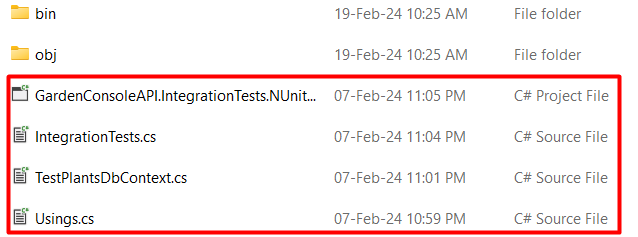 bin 19-Feb-24 10:25 AM File folder
obj 19-Feb-24 10:25 AM File folder
GardenConsoleAPI.IntegrationTests.NUnit... 07-Feb-24 11:05 PM C# Project File
IntegrationTests.cs 07-Feb-24 11:04 PM C# Source File
TestPlantsDbContext.cs 07-Feb-24 11:01 PM C# Source File
Usings.cs 07-Feb-24 10:59 PM C# Source File